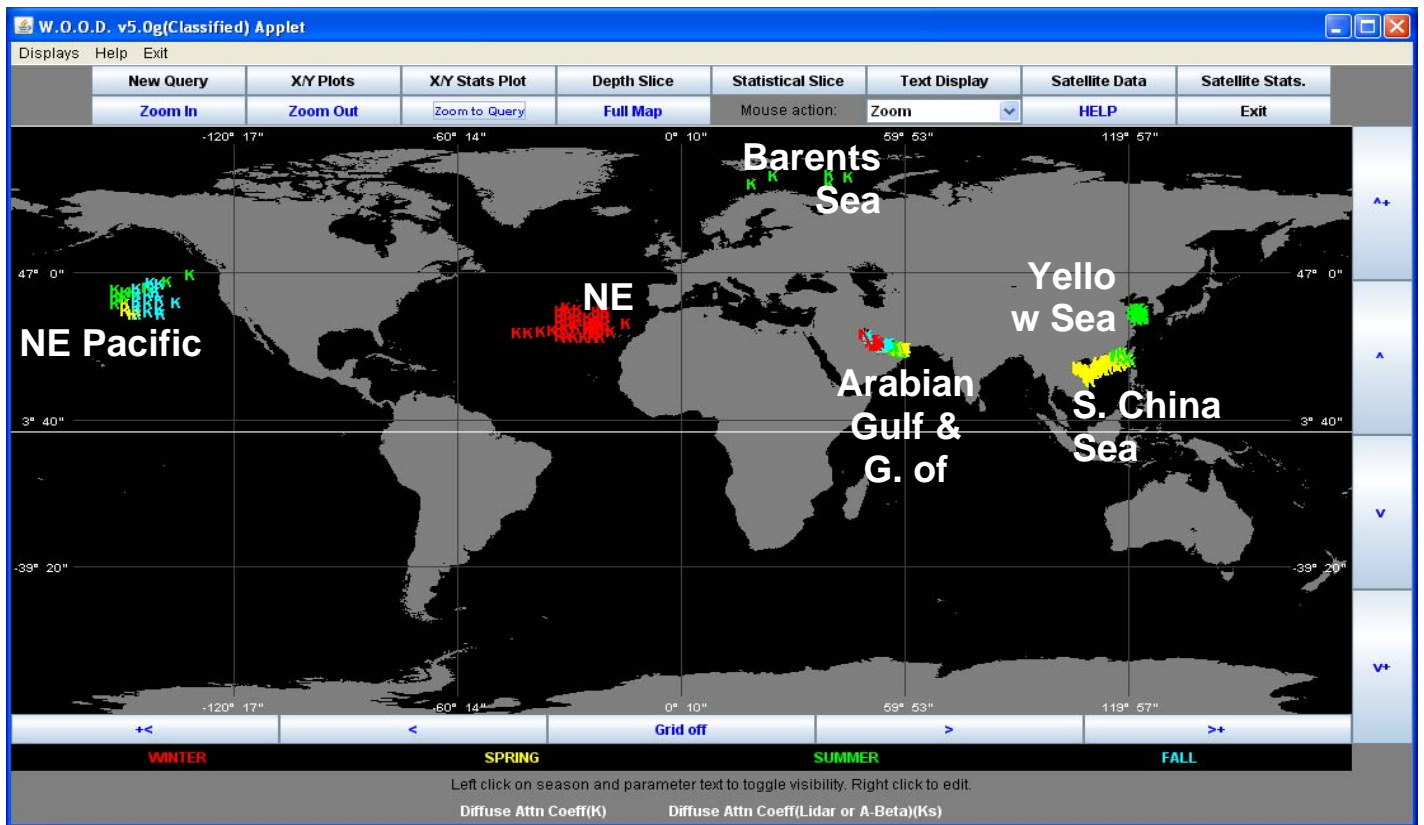 W.O.O.D. v5.0g(Classified) Applet
Displays Help Exit
New Query X/Y Plots X/Y Stats Plot Depth Slice Statistical Slice Text Display Satellite Data Satellite Stats.
Zoom In Zoom Out Zoom to Query Full Map Mouse action: Zoom HELP Exit
-120° 17" -60° 14" 0° 10" 59° 53" 119° 57"
Barents
Sea
47° 0" 47° 0"
Yello
w Sea
NE
NE Pacific
Arabian
Gulf &
G. of
S. China
Sea
3° 40" 3° 40"
-39° 20" -39° 20"
-120° 17" -60° 14" 0° 10" 59° 53" 119° 57"
^+
^
v
v+
+< < Grid off > >+
WINTER SPRING SUMMER FALL
Left click on season and parameter text to toggle visibility. Right click to edit.
Diffuse Attn Coeff(K) Diffuse Attn Coeff(Lidar or A-Beta)(Ks)